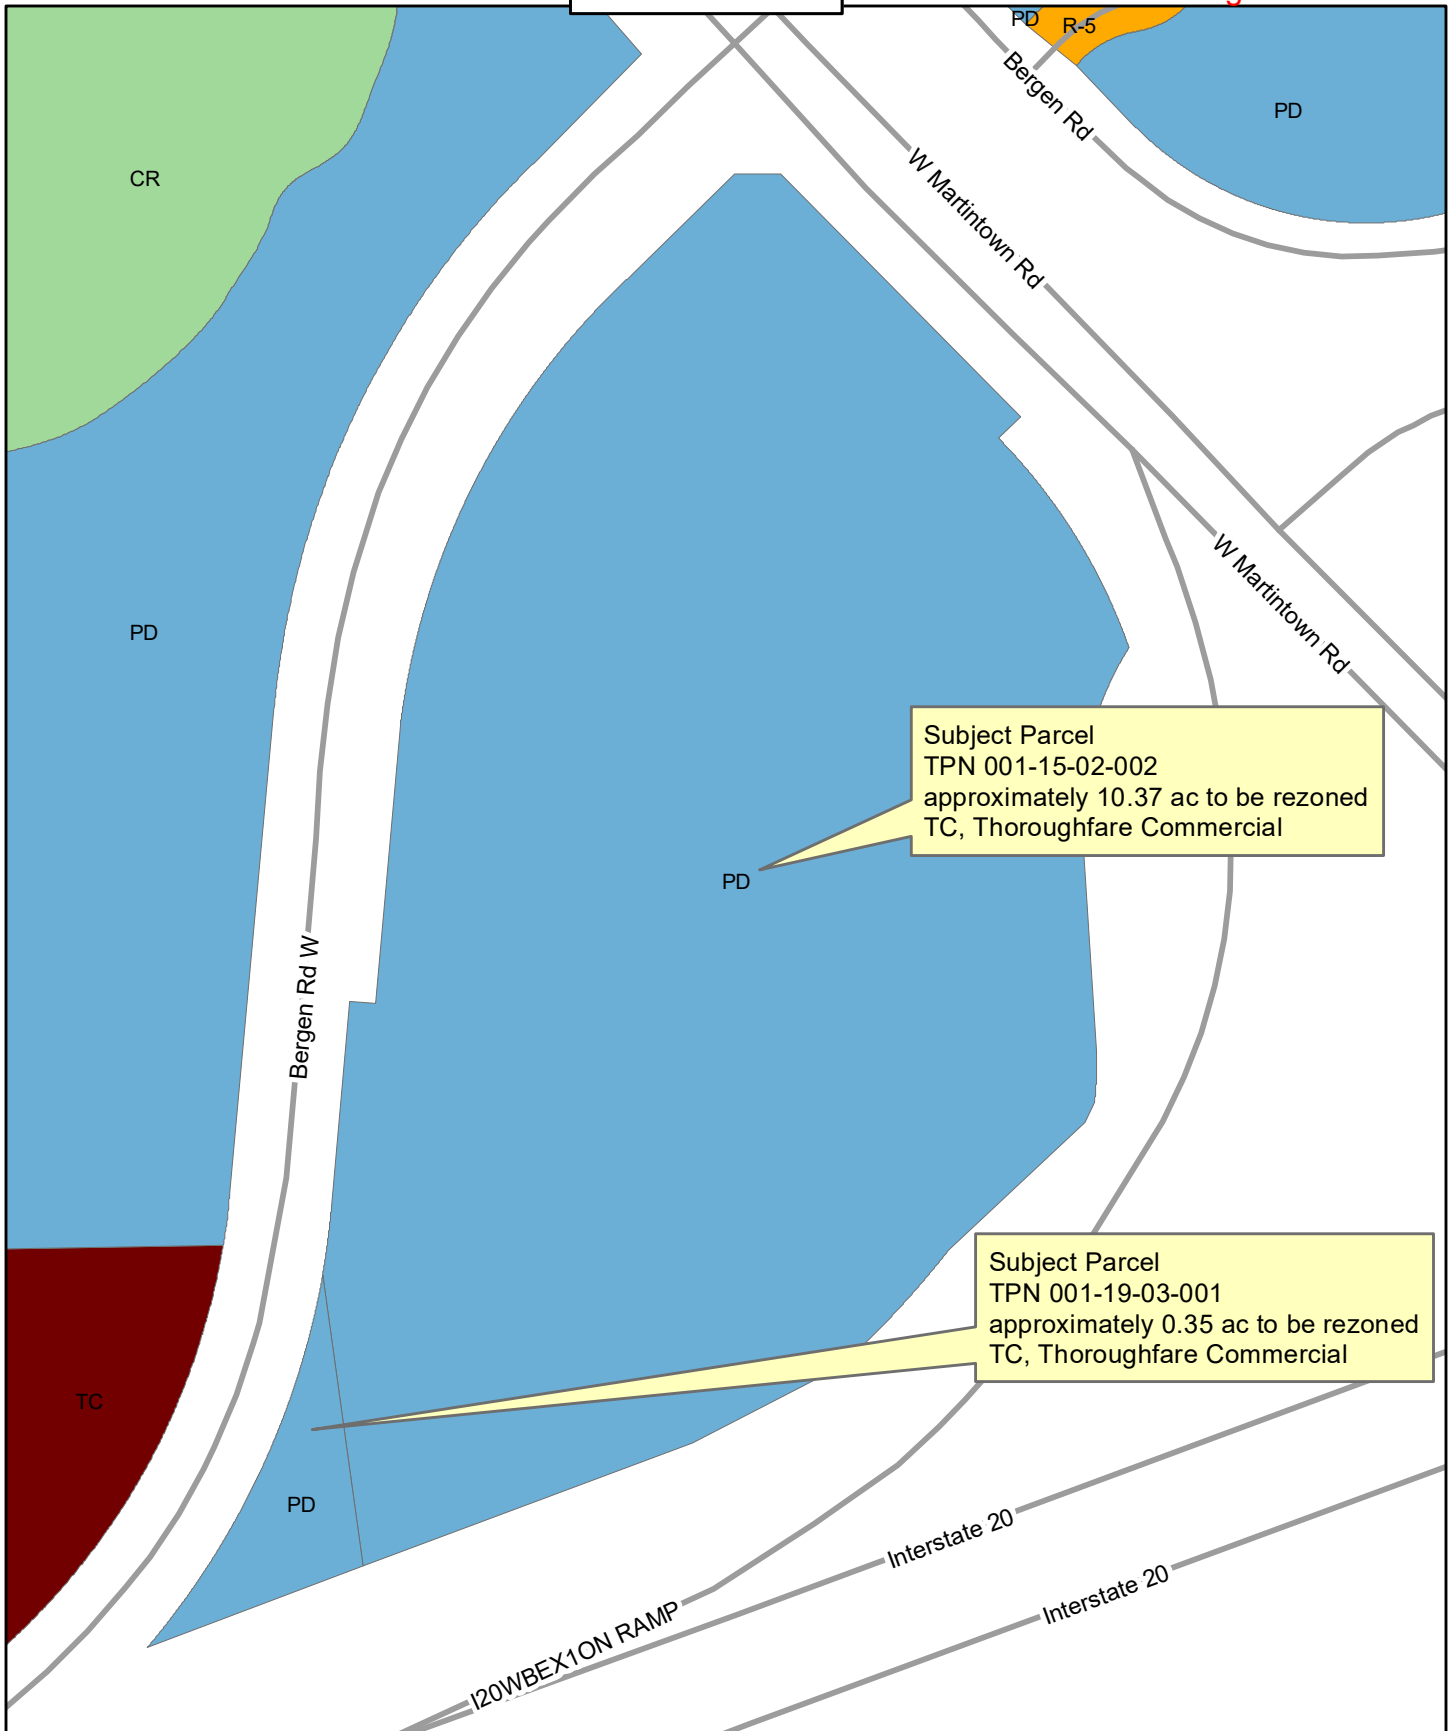 PD
R-5
Bergen Rd
PD
CR
W Martintown Rd
W Martintown Rd
PD
Subject Parcel
TPN 001-15-02-002
approximately 10.37 ac to be rezoned
TC, Thoroughfare Commercial
PD
Bergen Rd W
Subject Parcel
TPN 001-19-03-001
approximately 0.35 ac to be rezoned
TC, Thoroughfare Commercial
TC
PD
Interstate 20
Interstate 20
I20WBEX1ON RAMP